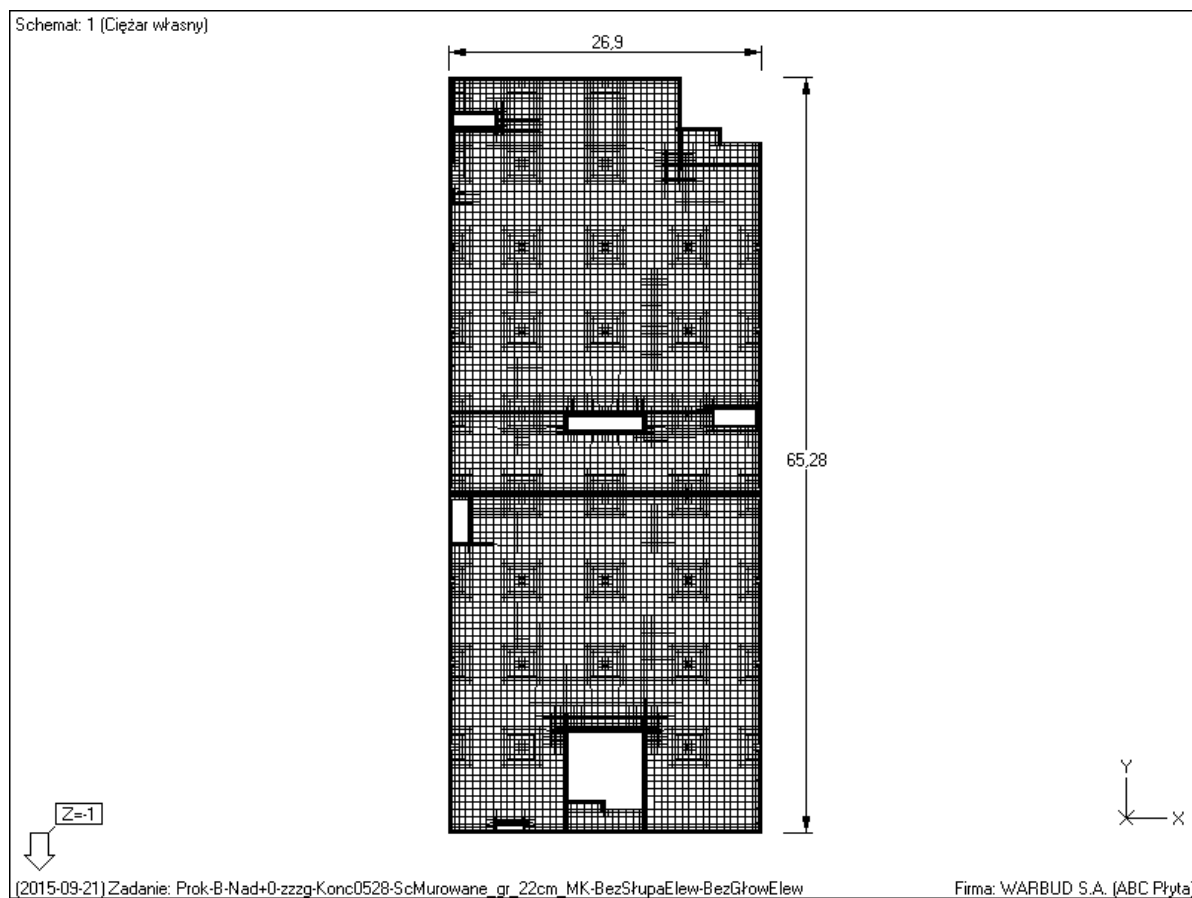 Schemat: 1 (Ciężar własny)
26,9
65,28
Z=-1
Y
X
(2015-09-21) Zadanie: Prok-B-Nad+0-zzzg-Konc0528-ScMurowane_gr_22cm_MK-BezSłupaElew-BezGłowElew
Firma: WARBUD S.A. (ABC Płyta)